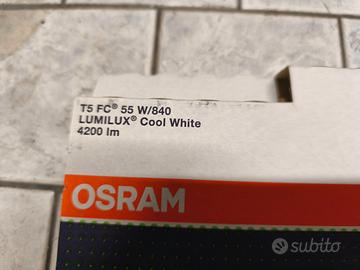 T5 FC® 55 W/840
LUMILUX® Cool White
4200 lm
OSRAM
subito